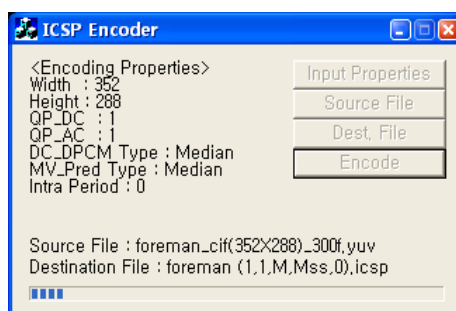 ICSP Encoder
<Encoding Properties>
Width : 352
Height : 288
QP_DC : 1
QP_AC : 1
DC_DPCM Type : Median
MV_Pred Type : Median
Intra Period : 0
Input Properties
Source File
Dest. File
Encode
Source File : foreman_cif(352X288)_300f.yuv
Destination File : foreman (1,1,M,Mss,0).icsp